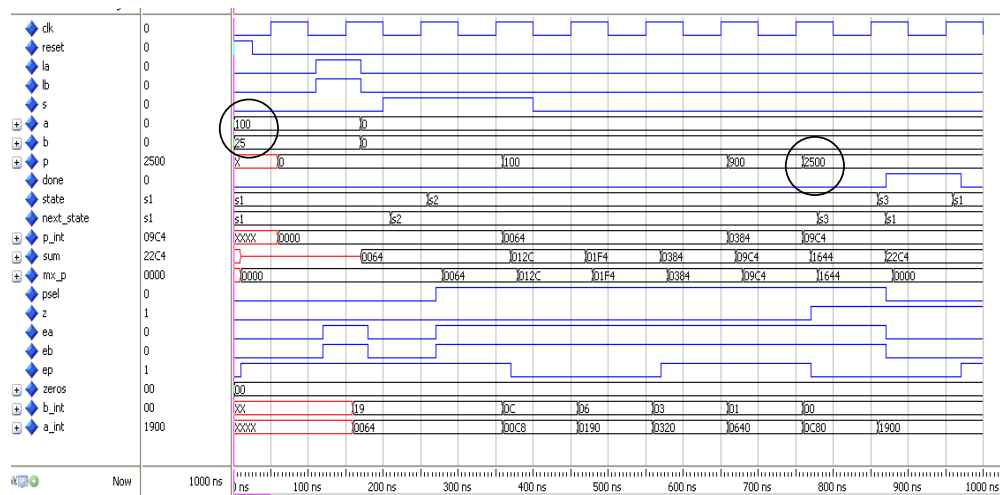 clk 0
reset 0
la 0
lb 0
s 0
a 0 100 0
b 0 25 0
p 2500 X 0 100 900 2500
done 0
state s1 s1 s2 s3 s1
next_state s1 s1 s2 s3 s1
p_int 09C4 XXXX 0000 0064 0384 09C4
sum 22C4 0064 012C 01F4 0384 09C4 1644 22C4
mx_p 0000 0000 0064 012C 01F4 0384 09C4 1644 0000
psel 0
z 1
ea 0
eb 0
ep 1
zeros 00 00
b_int 00 XX 19 0C 06 03 01 00
a_int 1900 XXXX 0064 00C8 0190 0320 0640 0C80 1900
Now 1000 ns ns 100 ns 200 ns 300 ns 400 ns 500 ns 600 ns 700 ns 800 ns 900 ns 1000 ns